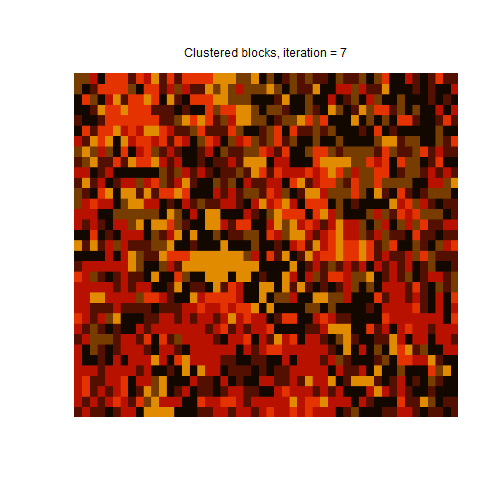 Clustered blocks, iteration = 7